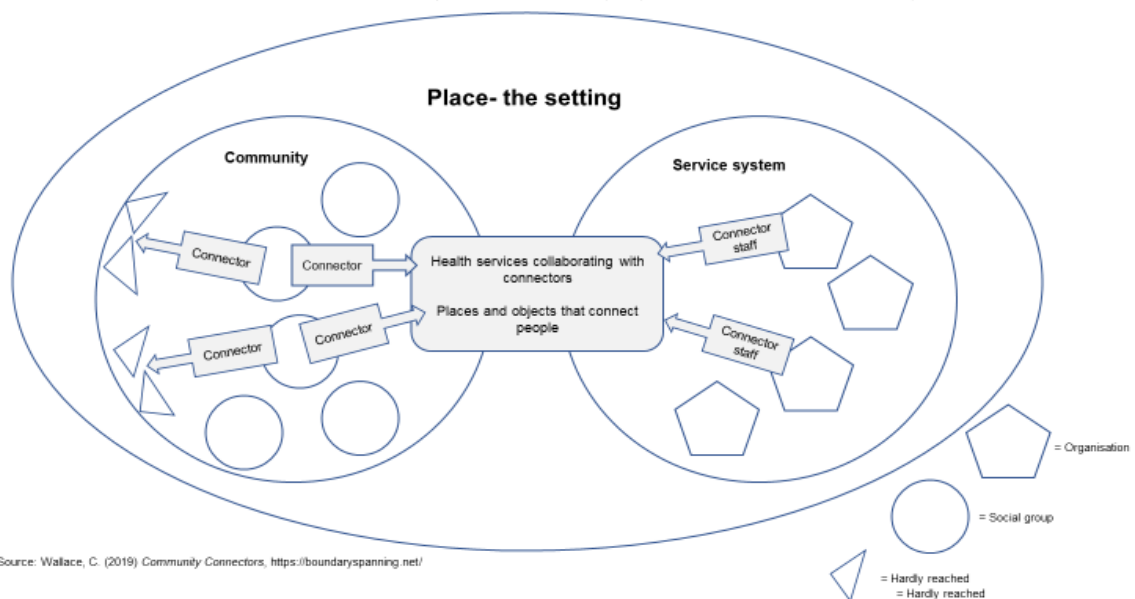 Place- the setting
Community
Service system
Connector
Connector
Connector
Connector
Health services collaborating with
connectors
Places and objects that connect
people
Connector
staff
Connector
staff
= Organisation
= Social group
= Hardly reached
= Hardly reached
Source: Wallace, C. (2019) Community Connectors, https://boundaryspanning.net/